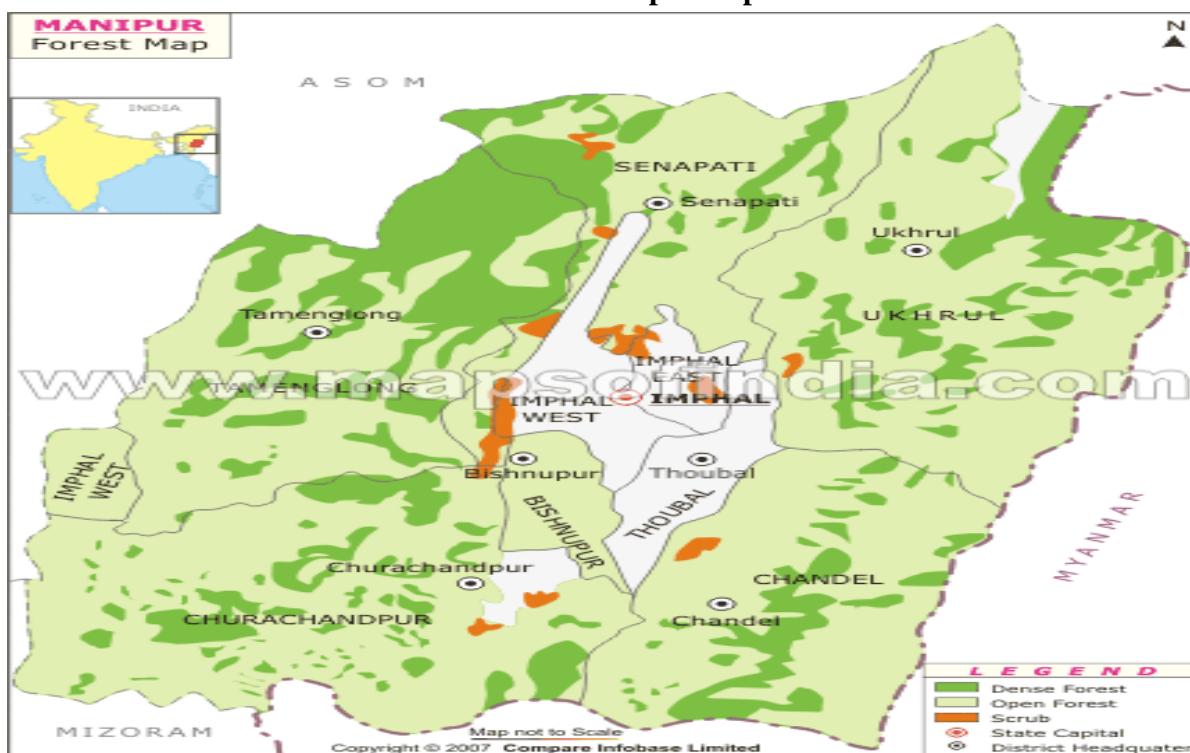 MANIPUR
Forest Map
N
ASOM
INDIA
SENAPATI
Senapati
Ukhrul
Tamenglong
UKHRUL
IMPHAL
EAST
www.mapsofindia.com
TAMENGLONG
IMPHAL
WEST
IMPHAL
Bishnupur
Thoubal
IMPHAL
WEST
BISHNUPUR
THOUBAL
MYANMAR
Churachandpur
CHANDEL
CHURACHANDPUR
Chandel
LEGEND
Dense Forest
Open Forest
Scrub
State Capital
District Headquate
MIZORAM
Map not to Scale
Copyright © 2007 Compare Infobase Limited